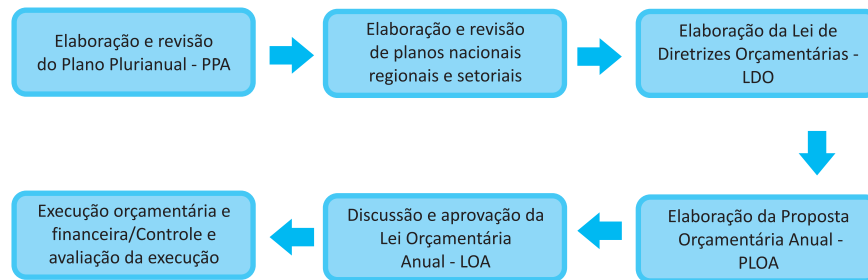 Elaboração e revisão
do Plano Plurianual - PPA
Elaboração e revisão
de planos nacionais
regionais e setoriais
Elaboração da Lei de
Diretrizes Orçamentárias -
LDO
Elaboração da Proposta
Orçamentária Anual -
PLOA
Discussão e aprovação da
Lei Orçamentária
Anual - LOA
Execução orçamentária e
financeira/Controle e
avaliação da execução